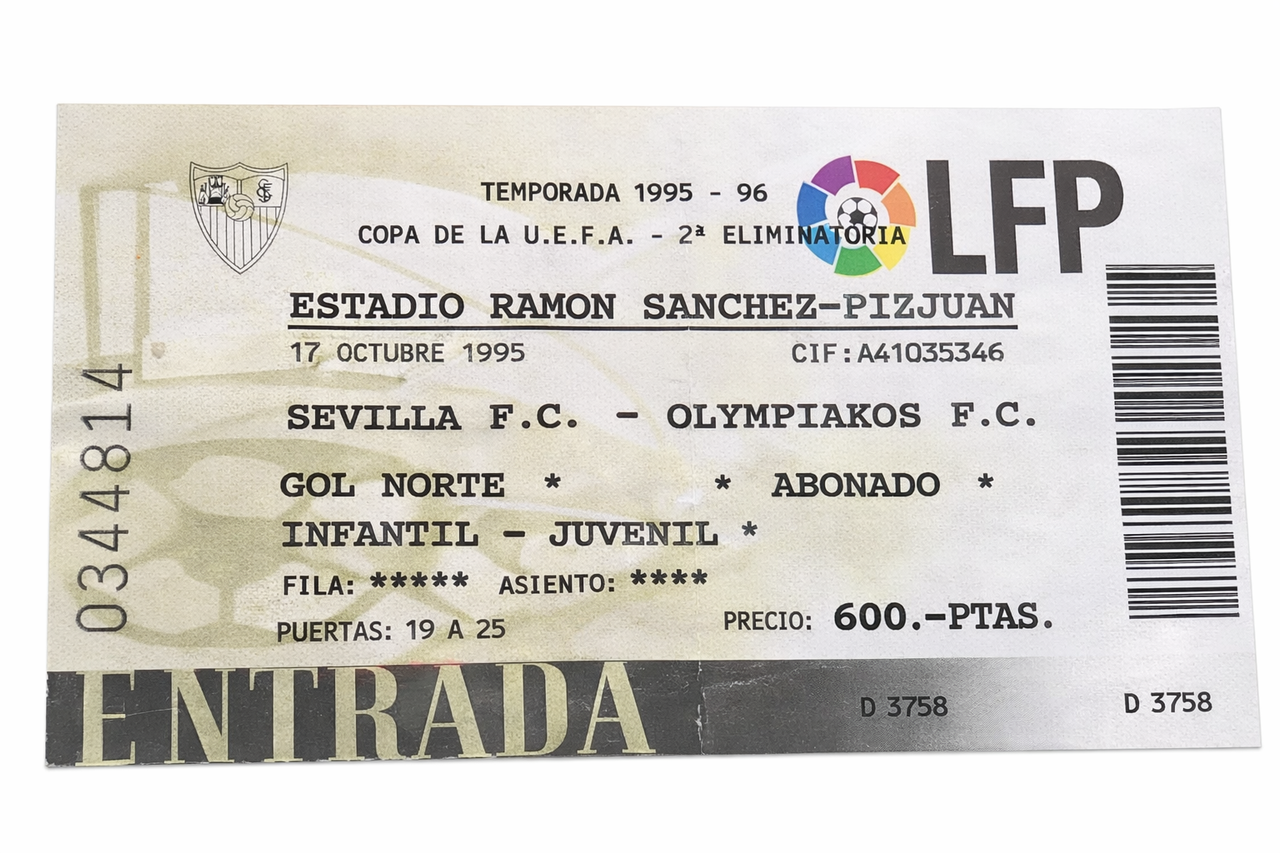 TEMPORADA 1995 - 96
LFP
COPA DE LA U.E.F.A. - 2ª ELIMINATORIA
ESTADIO RAMON SANCHEZ-PIZJUAN
17 OCTUBRE 1995 CIF:A41035346
SEVILLA F.C. - OLYMPIAKOS F.C.
GOL NORTE * * ABONADO *
INFANTIL - JUVENIL *
FILA: ***** ASIENTO: ****
PUERTAS: 19 A 25 PRECIO: 600.-PTAS.
0344814
ENTRADA D 3758 D 3758